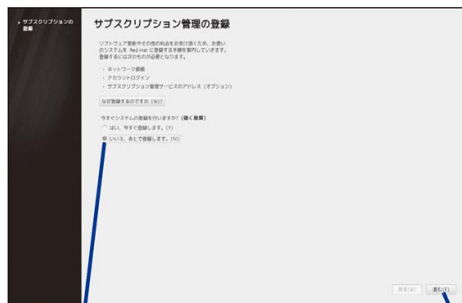 サブスクリプションの
登録
サブスクリプション管理の登録
ソフトウェア更新やその他の利点をお受け頂くため、お使い
のシステムを Red Hat に登録する手順を案内していきます。
登録するには次のものが必要となります。
・ ネットワーク接続
・ アカウントログイン
・ サブスクリプション管理サービスのアドレス (オプション)
なぜ登録するのですか (W)?
今すぐシステムの登録を行いますか? (強く推奨)
はい、今すぐ登録します。(Y)
いいえ、あとで登録します。(N)
戻る(B)
進む(F)